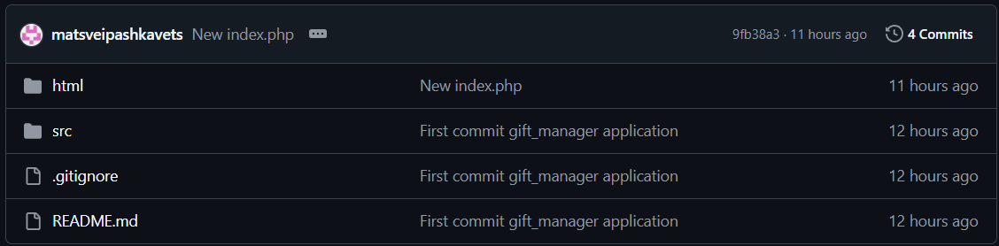 matsveipashkavets New index.php 9fb38a3 · 11 hours ago 4 Commits
html New index.php 11 hours ago
src First commit gift_manager application 12 hours ago
.gitignore First commit gift_manager application 12 hours ago
README.md First commit gift_manager application 12 hours ago